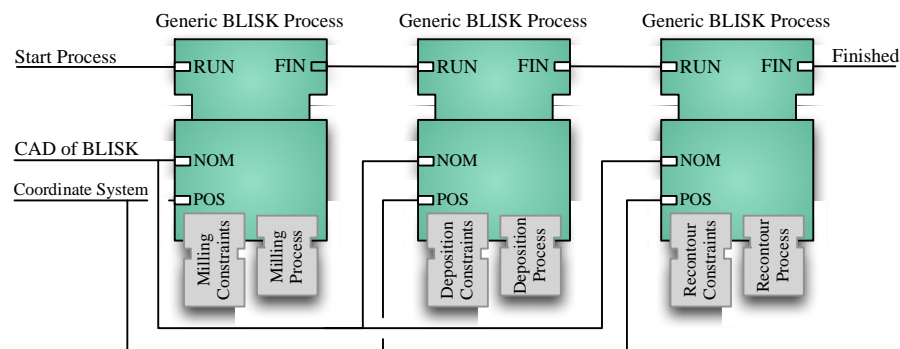 Generic BLISK Process
Generic BLISK Process
Generic BLISK Process
Start Process
RUN
FIN
RUN
FIN
RUN
FIN
Finished
CAD of BLISK
NOM
NOM
NOM
Coordinate System
POS
POS
POS
Milling
Constraints
Milling
Process
Deposition
Constraints
Deposition
Process
Recontour
Constraints
Recontour
Process